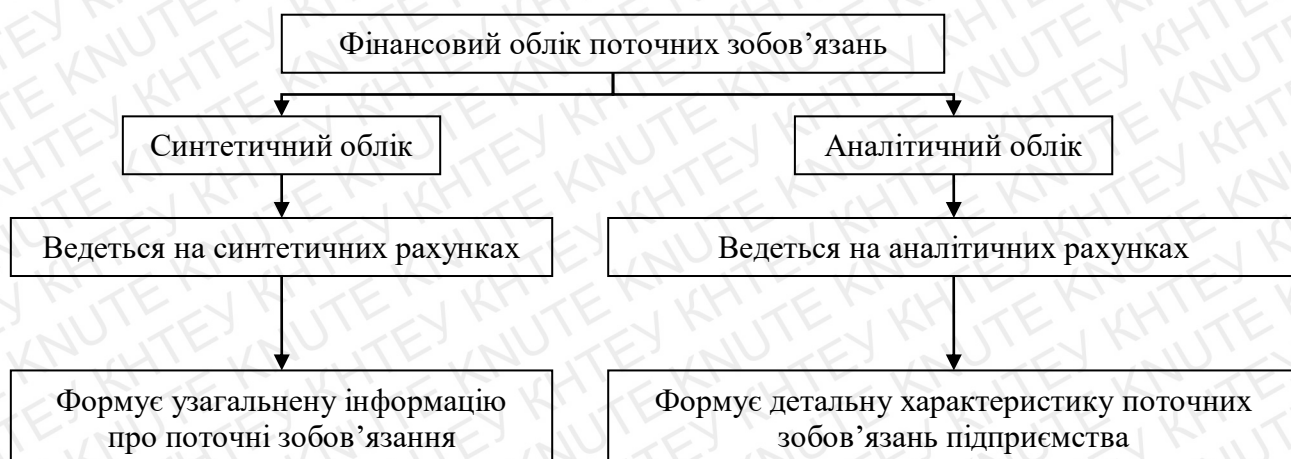 Фінансовий облік поточних зобов’язань
Синтетичний облік
Аналітичний облік
Ведеться на синтетичних рахунках
Ведеться на аналітичних рахунках
Формує узагальнену інформацію
про поточні зобов’язання
Формує детальну характеристику поточних
зобов’язань підприємства